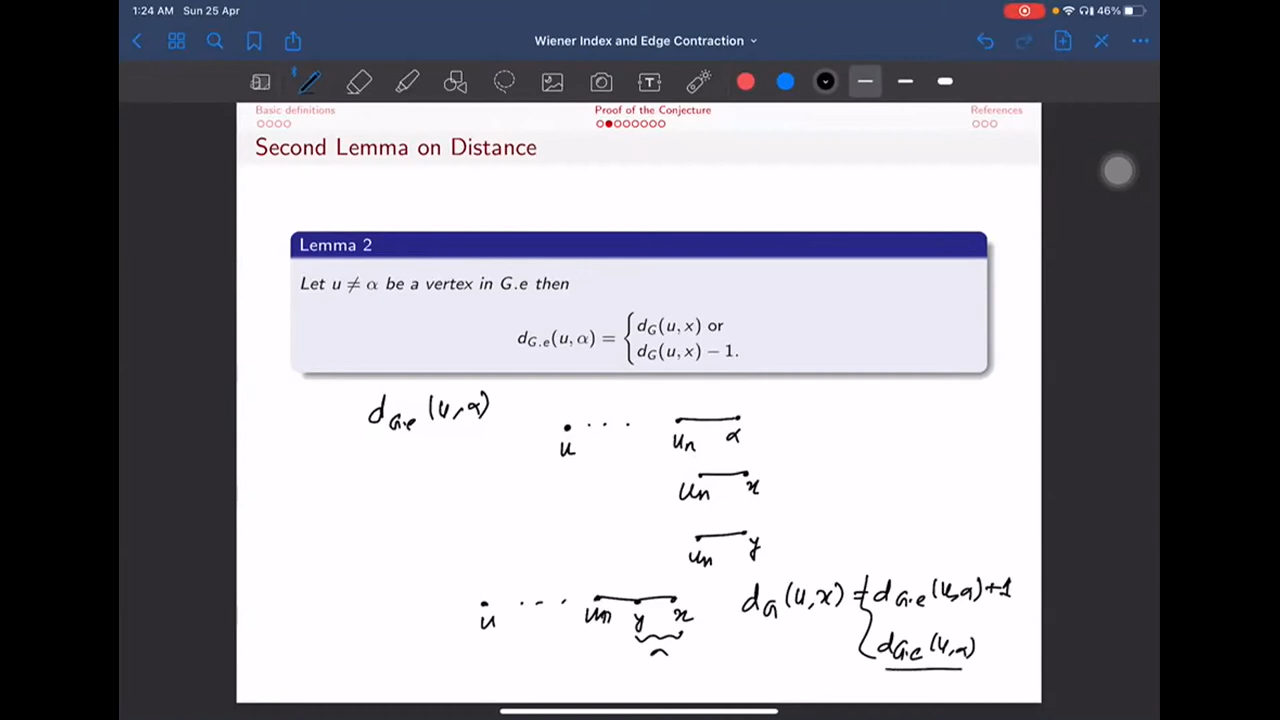 1:24 AM Sun 25 Apr 46%
Wiener Index and Edge Contraction
Basic definitions Proof of the Conjecture References
Second Lemma on Distance
Lemma 2
Let u ≠ α be a vertex in G.e then
d_{G.e}(u, α) = { d_G(u, x) or
d_G(u, x) − 1.
d_{G.e}(u, α)
u . . . u_n α
u_n x
u_n y
u . . . u_n y x
d_G(u, x) = { d_{G.e}(u, α) + 1
d_{G.e}(u, α)